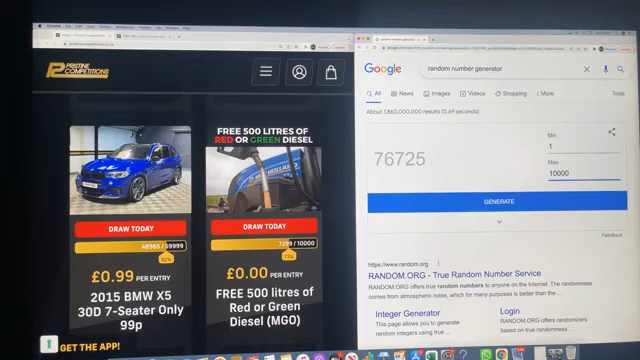 PRISTINE
COMPETITIONS
DRAW TODAY
48965 / 59999
82%
£0.99 PER ENTRY
2015 BMW X5
30D 7-Seater Only
99p
GET THE APP!
FREE 500 LITRES OF
RED OR GREEN DIESEL
NEW HOLLAND
DRAW TODAY
7299 / 10000
73%
£0.00 PER ENTRY
FREE 500 litres of
Red or Green
Diesel (MGO)
Google
random number generator
All
News
Images
Videos
Shopping
More
Tools
About 1,860,000,000 results (0.69 seconds)
76725
Min
1
Max
10000
GENERATE
Feedback
https://www.random.org
RANDOM.ORG - True Random Number Service
RANDOM.ORG offers true random numbers to anyone on the Internet. The randomness
comes from atmospheric noise, which for many purposes is better than the ...
Integer Generator
This page allows you to
generate random
integers using true ...
Login
RANDOM.ORG offers
randomizers
based on true randomness...